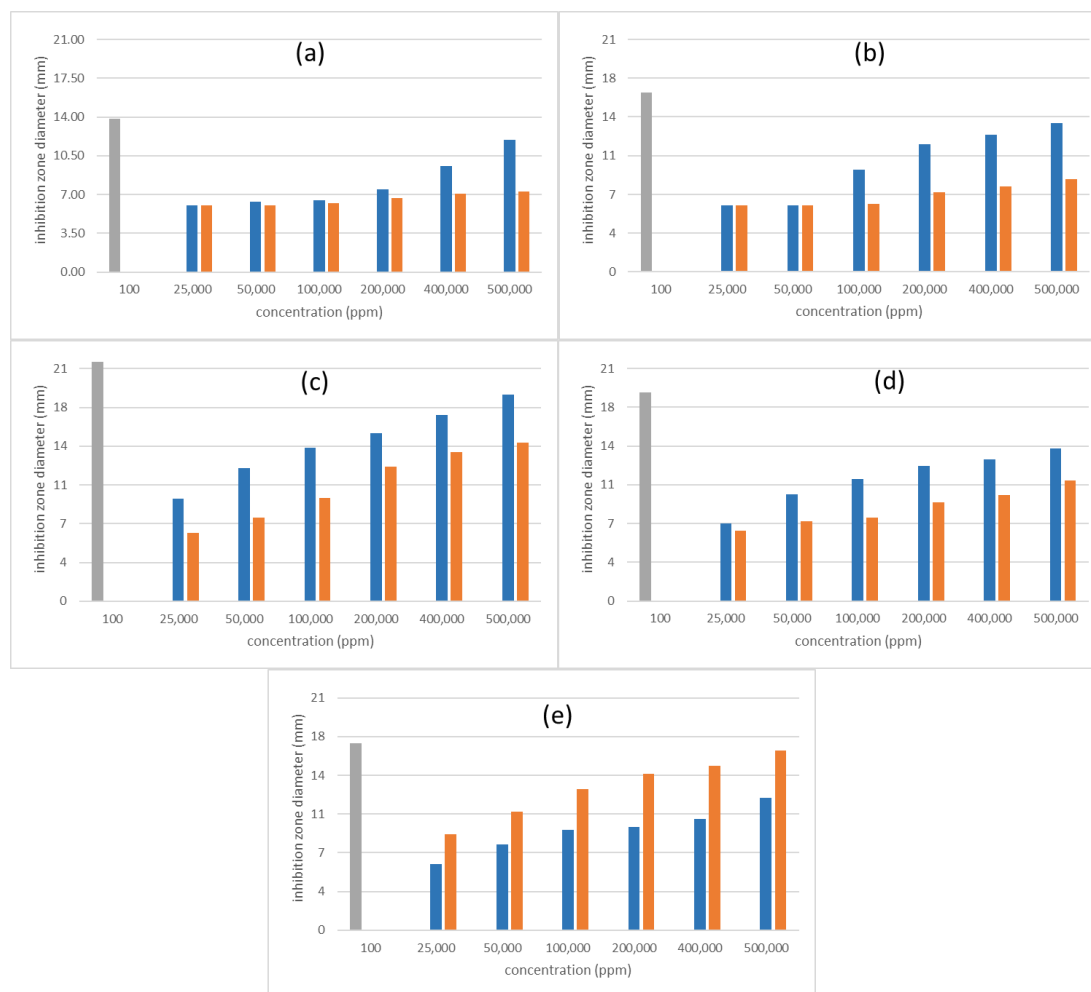 (a)
inhibition zone diameter (mm)
21.00
17.50
14.00
10.50
7.00
3.50
0.00
100 25,000 50,000 100,000 200,000 400,000 500,000
concentration (ppm)
(b)
inhibition zone diameter (mm)
21
18
14
11
7
4
0
100 25,000 50,000 100,000 200,000 400,000 500,000
concentration (ppm)
(c)
inhibition zone diameter (mm)
21
18
14
11
7
4
0
100 25,000 50,000 100,000 200,000 400,000 500,000
concentration (ppm)
(d)
inhibition zone diameter (mm)
21
18
14
11
7
4
0
100 25,000 50,000 100,000 200,000 400,000 500,000
concentration (ppm)
(e)
inhibition zone diameter (mm)
21
18
14
11
7
4
0
100 25,000 50,000 100,000 200,000 400,000 500,000
concentration (ppm)